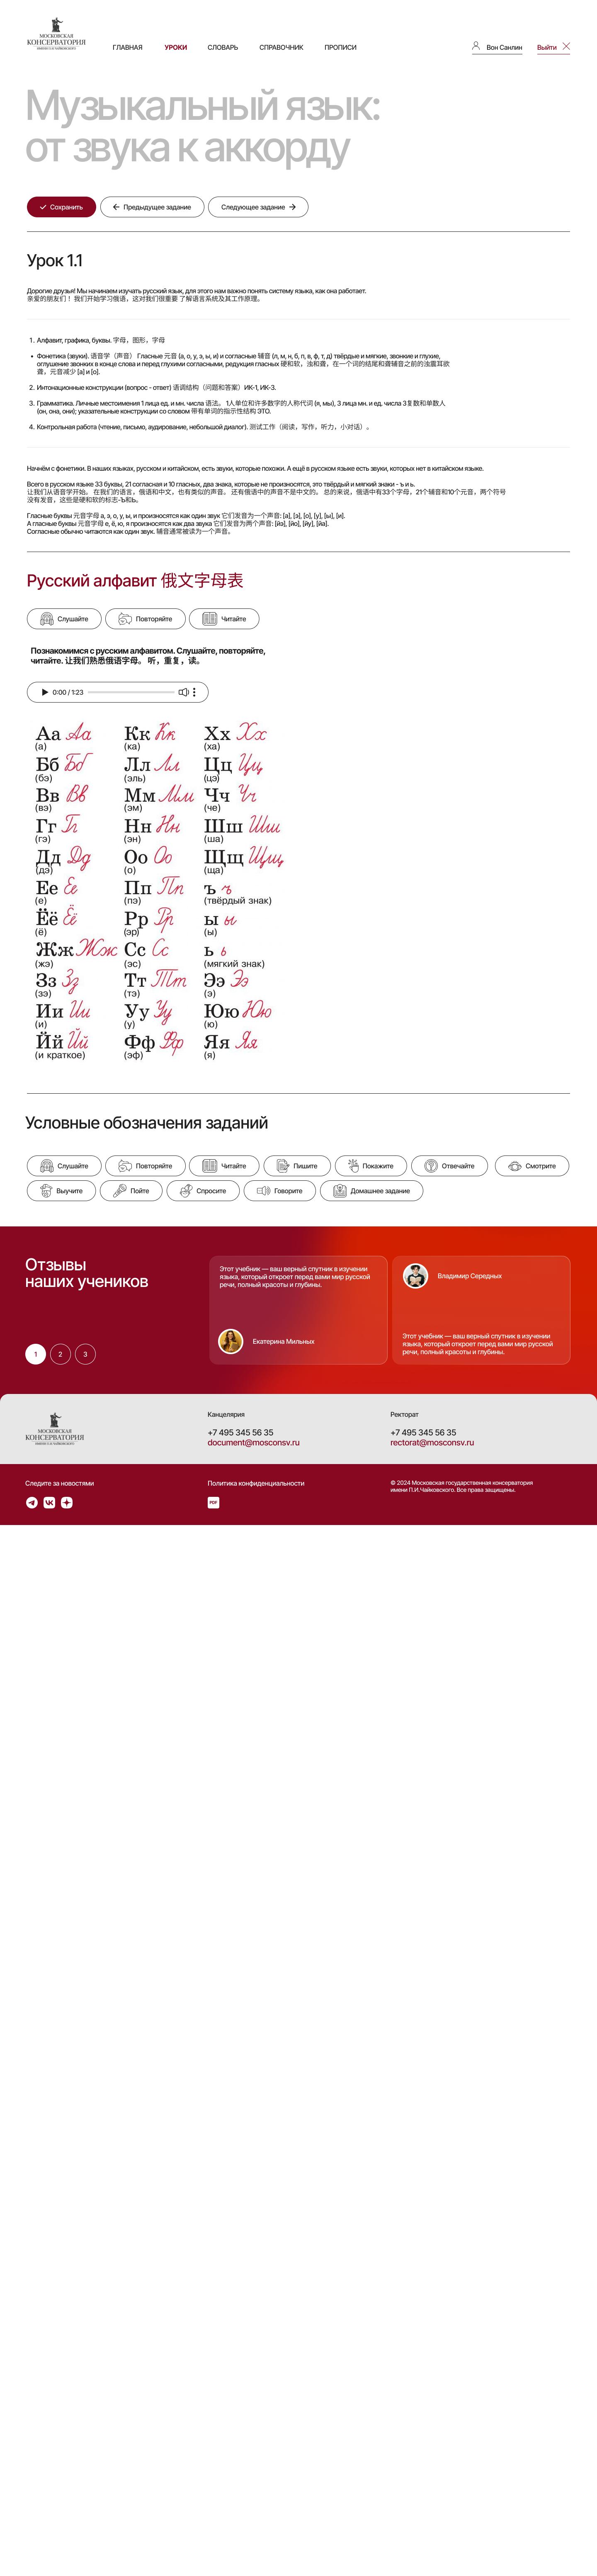 МОСКОВСКАЯ
КОНСЕРВАТОРИЯ
ИМЕНИ П.И.ЧАЙКОВСКОГО
ГЛАВНАЯ
УРОКИ
СЛОВАРЬ
СПРАВОЧНИК
ПРОПИСИ
Вон Санлин
Выйти
Музыкальный язык:
от звука к аккорду
Сохранить
Предыдущее задание
Следующее задание
Урок 1.1
Дорогие друзья! Мы начинаем изучать русский язык, для этого нам важно понять систему языка, как она работает.
亲爱的朋友们！ 我们开始学习俄语，这对我们很重要 了解语言系统及其工作原理。
1. Алфавит, графика, буквы. 字母，图形，字母
• Фонетика (звуки). 语音学（声音） Гласные 元音 (а, о, у, э, ы, и) и согласные 辅音 (л, м, н, б, п, в, ф, т, д) твёрдые и мягкие, звонкие и глухие,
оглушение звонких в конце слова и перед глухими согласными, редукция гласных 硬和软，浊和聋，在一个词的结尾和聋辅音之前的浊震耳欲
聋，元音减少 [а] и [о].
2. Интонационные конструкции (вопрос - ответ) 语调结构（问题和答案）ИК-1, ИК-3.
3. Грамматика. Личные местоимения 1 лица ед. и мн. числа 语法。 1人单位和许多数字的人称代词 (я, мы), 3 лица мн. и ед. числа 3复数和单数人
(он, она, они); указательные конструкции со словом 带有单词的指示性结构 ЭТО.
4. Контрольная работа (чтение, письмо, аудирование, небольшой диалог). 测试工作（阅读，写作，听力，小对话）。
Начнём с фонетики. В наших языках, русском и китайском, есть звуки, которые похожи. А ещё в русском языке есть звуки, которых нет в китайском языке.
Всего в русском языке 33 буквы, 21 согласная и 10 гласных, два знака, которые не произносятся, это твёрдый и мягкий знаки - ъ и ь.
让我们从语音学开始。 在我们的语言，俄语和中文，也有类似的声音。 还有俄语中的声音不是中文的。 总的来说，俄语中有33个字母，21个辅音和10个元音，两个符号
没有发音，这些是硬和软的标志-Ъ和Ь。
Гласные буквы 元音字母 а, э, о, у, ы, и произносятся как один звук 它们发音为一个声音: [а], [э], [о], [у], [ы], [и].
А гласные буквы 元音字母 е, ё, ю, я произносятся как два звука 它们发音为两个声音: [йэ], [йо], [йу], [йа].
Согласные обычно читаются как один звук. 辅音通常被读为一个声音。
Русский алфавит 俄文字母表
Слушайте
Повторяйте
Читайте
Познакомимся с русским алфавитом. Слушайте, повторяйте,
читайте. 让我们熟悉俄语字母。 听，重复，读。
0:00 / 1:23
Аа Аа Кк Кк Хх Хх
(а) (ка) (ха)
Бб Бб Лл Лл Цц Цц
(бэ) (эль) (цэ)
Вв Вв Мм Мм Чч Чч
(вэ) (эм) (че)
Гг Гг Нн Нн Шш Шш
(гэ) (эн) (ша)
Дд Дд Оо Оо Щщ Щщ
(дэ) (о) (ща)
Ее Ее Пп Пп ъ ъ
(е) (пэ) (твёрдый знак)
Ёё Ёё Рр Рр ы ы
(ё) (эр) (ы)
Жж Жж Сс Сс ь ь
(жэ) (эс) (мягкий знак)
Зз Зз Тт Тт Ээ Ээ
(зэ) (тэ) (э)
Ии Ии Уу Уу Юю Юю
(и) (у) (ю)
Йй Йй Фф Фф Яя Яя
(и краткое) (эф) (я)
Условные обозначения заданий
Слушайте
Повторяйте
Читайте
Пишите
Покажите
Отвечайте
Смотрите
Выучите
Пойте
Спросите
Говорите
Домашнее задание
Отзывы
наших учеников
1
2
3
Этот учебник — ваш верный спутник в изучении
языка, который откроет перед вами мир русской
речи, полный красоты и глубины.
Екатерина Мильных
Владимир Середных
Этот учебник — ваш верный спутник в изучении
языка, который откроет перед вами мир русской
речи, полный красоты и глубины.
МОСКОВСКАЯ
КОНСЕРВАТОРИЯ
ИМЕНИ П.И.ЧАЙКОВСКОГО
Канцелярия
+7 495 345 56 35
document@mosconsv.ru
Ректорат
+7 495 345 56 35
rectorat@mosconsv.ru
Следите за новостями
Политика конфиденциальности
PDF
© 2024 Московская государственная консерватория
имени П.И.Чайковского. Все права защищены.